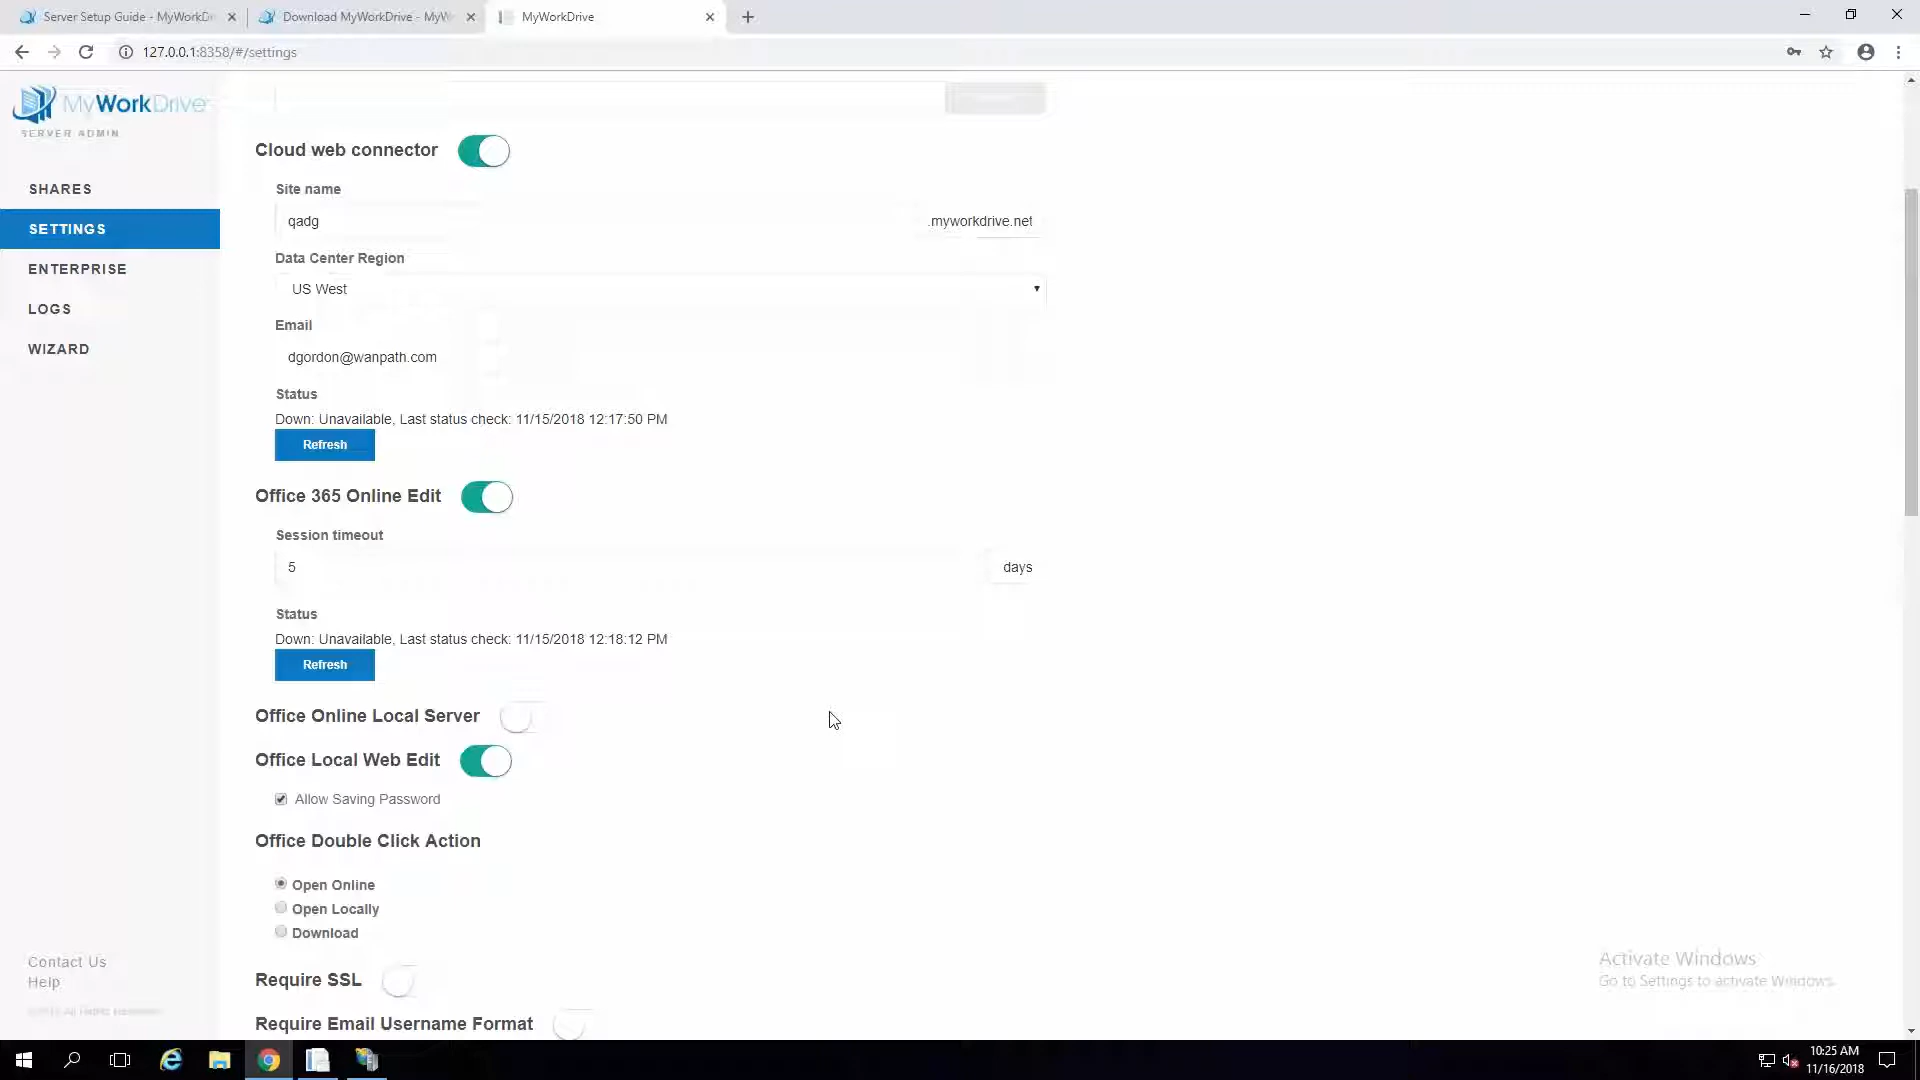 Server Setup Guide - MyWorkDr
Download MyWorkDrive - MyW
MyWorkDrive
127.0.0.1:8358/#/settings
MyWorkDrive
SERVER ADMIN
SHARES
SETTINGS
ENTERPRISE
LOGS
WIZARD
Contact Us
Help
Cloud web connector
Site name
qadg
.myworkdrive.net
Data Center Region
US West
Email
dgordon@wanpath.com
Status
Down: Unavailable, Last status check: 11/15/2018 12:17:50 PM
Refresh
Office 365 Online Edit
Session timeout
5 days
Status
Down: Unavailable, Last status check: 11/15/2018 12:18:12 PM
Refresh
Office Online Local Server
Office Local Web Edit
Allow Saving Password
Office Double Click Action
Open Online
Open Locally
Download
Require SSL
Require Email Username Format
Activate Windows
Go to Settings to activate Windows.
10:25 AM
11/16/2018